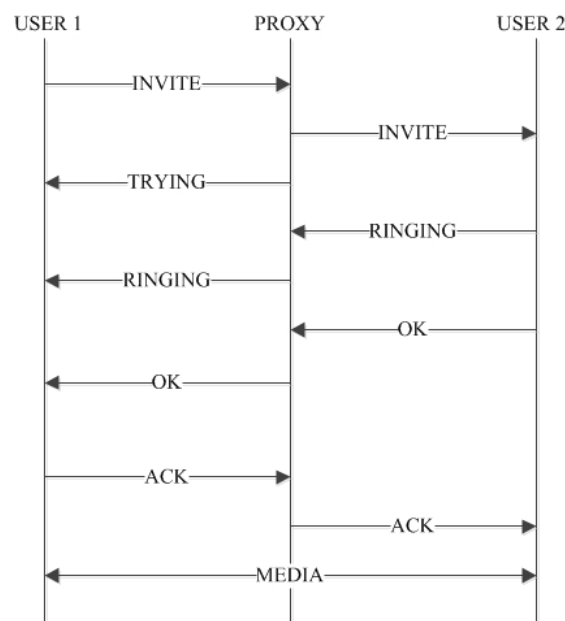 USER 1 PROXY USER 2
INVITE
INVITE
TRYING
RINGING
RINGING
OK
OK
ACK
ACK
MEDIA